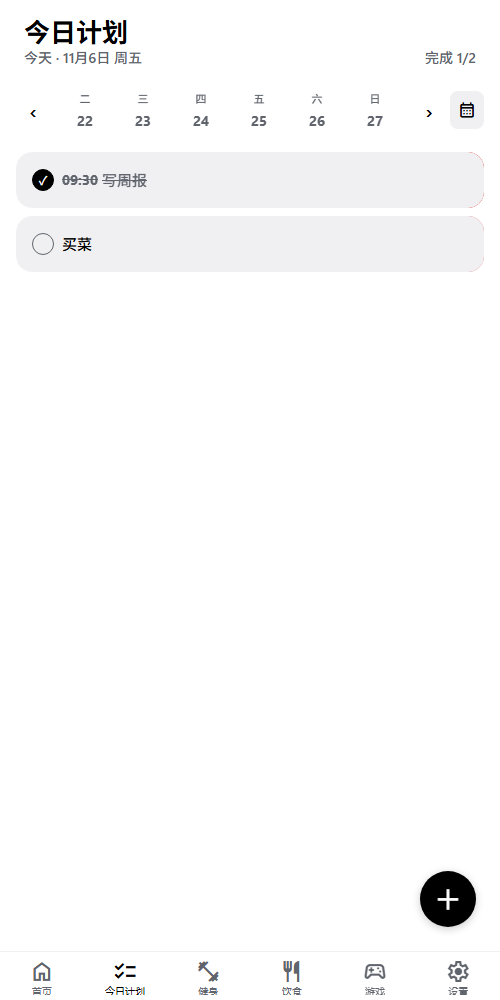 今日计划
今天 · 11月6日 周五
完成 1/2
二 三 四 五 六 日
‹ 22 23 24 25 26 27 ›
✓ 09:30 写周报
买菜
+
首页 今日计划 健身 饮食 游戏 设置